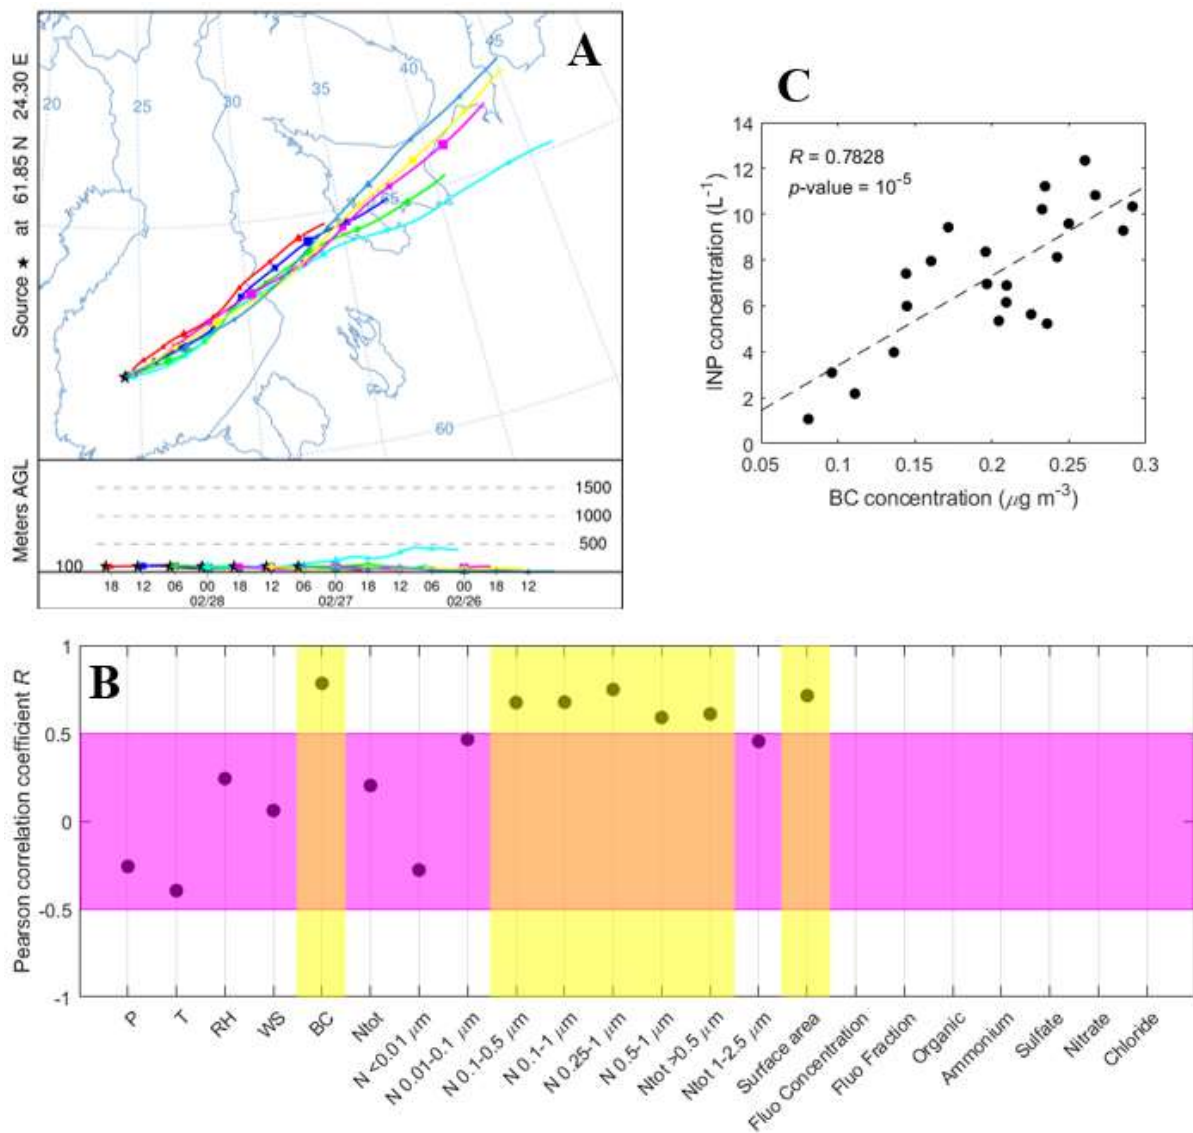 A
Source ★ at 61.85 N 24.30 E
20
25
30
35
40
45
65
60
Meters AGL
1500
1000
500
100
18 12 06 00 18 12 06 00 18 12 06 00 18 12
02/28 02/27 02/26
C
R = 0.7828
p-value = 10⁻⁵
INP concentration (L⁻¹)
14
12
10
8
6
4
2
0
0.05 0.1 0.15 0.2 0.25 0.3
BC concentration (μg m⁻³)
B
Pearson correlation coefficient R
1
0.5
0
-0.5
-1
P
T
RH
WS
BC
Ntot
N <0.01 μm
N 0.01-0.1 μm
N 0.1-0.5 μm
N 0.1-1 μm
N 0.25-1 μm
N 0.5-1 μm
Ntot >0.5 μm
Ntot 1-2.5 μm
Surface area
Fluo Concentration
Fluo Fraction
Organic
Ammonium
Sulfate
Nitrate
Chloride